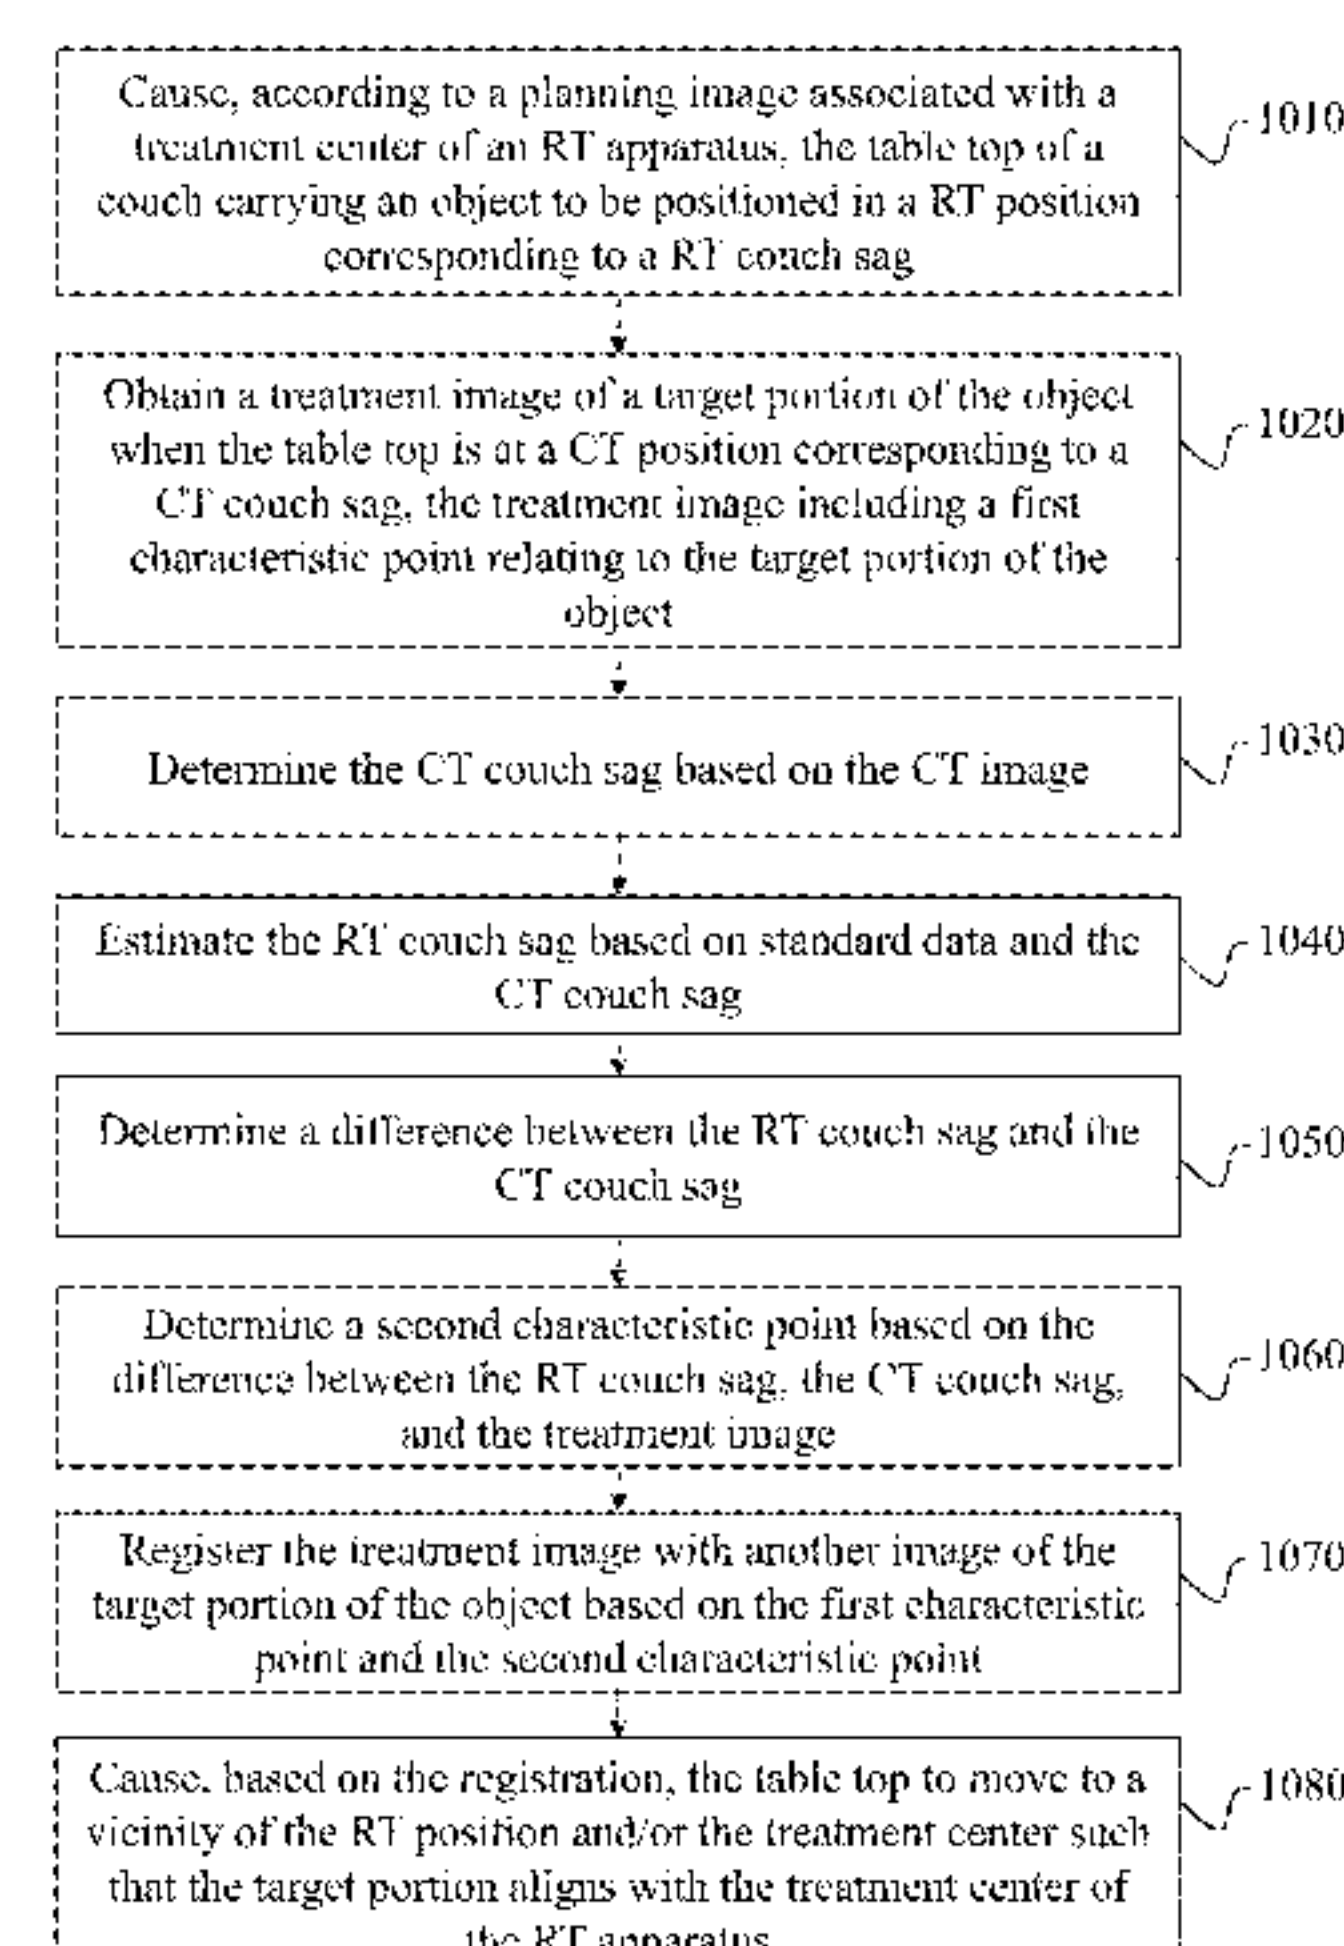 Cause, according to a planning image associated with a
treatment center of an RT apparatus, the table top of a
couch carrying an object to be positioned in a RT position
corresponding to a RT couch sag
1010
Obtain a treatment image of a target portion of the object
when the table top is at a CT position corresponding to a
CT couch sag, the treatment image including a first
characteristic point relating to the target portion of the
object
1020
Determine the CT couch sag based on the CT image
1030
Estimate the RT couch sag based on standard data and the
CT couch sag
1040
Determine a difference between the RT couch sag and the
CT couch sag
1050
Determine a second characteristic point based on the
difference between the RT couch sag, the CT couch sag,
and the treatment image
1060
Register the treatment image with another image of the
target portion of the object based on the first characteristic
point and the second characteristic point
1070
Cause, based on the registration, the table top to move to a
vicinity of the RT position and/or the treatment center such
that the target portion aligns with the treatment center of
the RT apparatus
1080